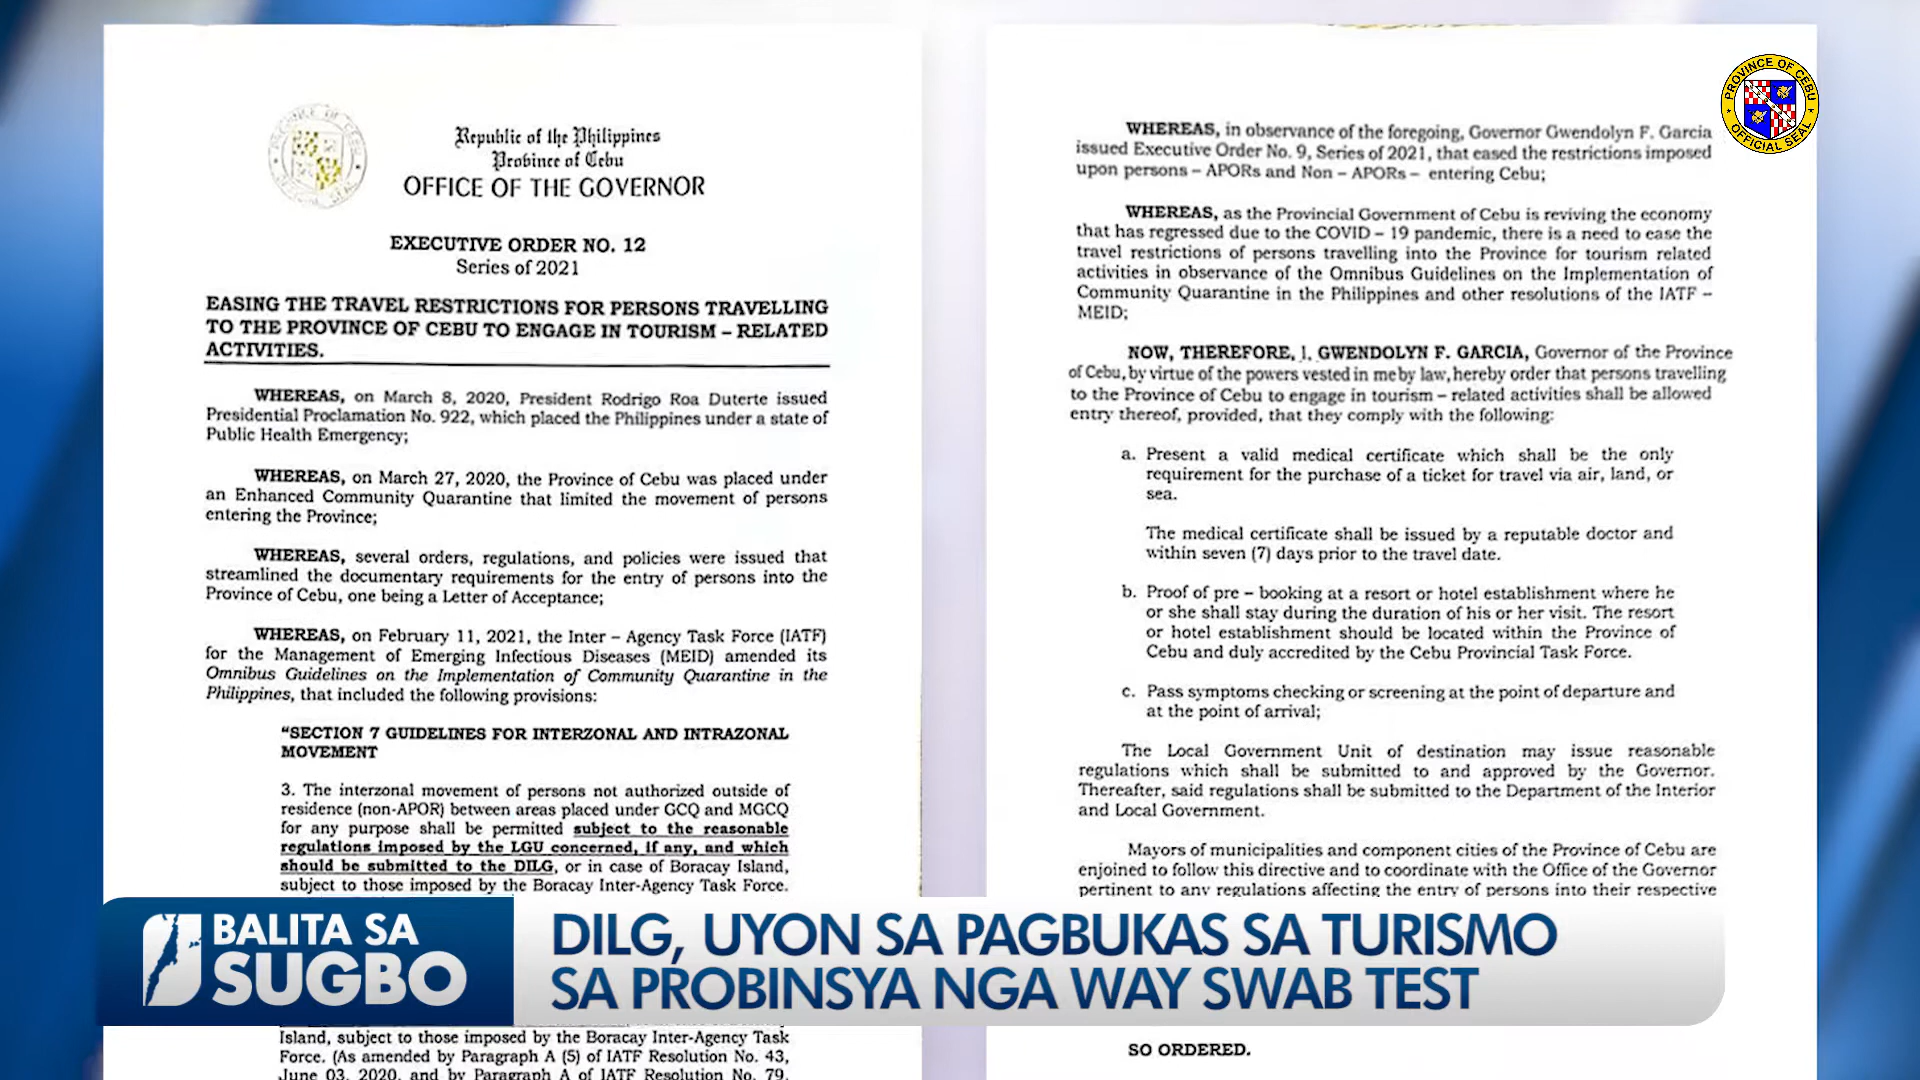 Republic of the Philippines
Province of Cebu
OFFICE OF THE GOVERNOR
EXECUTIVE ORDER NO. 12
Series of 2021
EASING THE TRAVEL RESTRICTIONS FOR PERSONS TRAVELLING
TO THE PROVINCE OF CEBU TO ENGAGE IN TOURISM – RELATED
ACTIVITIES.
WHEREAS, on March 8, 2020, President Rodrigo Roa Duterte issued
Presidential Proclamation No. 922, which placed the Philippines under a state of
Public Health Emergency;
WHEREAS, on March 27, 2020, the Province of Cebu was placed under
an Enhanced Community Quarantine that limited the movement of persons
entering the Province;
WHEREAS, several orders, regulations, and policies were issued that
streamlined the documentary requirements for the entry of persons into the
Province of Cebu, one being a Letter of Acceptance;
WHEREAS, on February 11, 2021, the Inter – Agency Task Force (IATF)
for the Management of Emerging Infectious Diseases (MEID) amended its
Omnibus Guidelines on the Implementation of Community Quarantine in the
Philippines, that included the following provisions:
“SECTION 7 GUIDELINES FOR INTERZONAL AND INTRAZONAL
MOVEMENT
3. The interzonal movement of persons not authorized outside of
residence (non-APOR) between areas placed under GCQ and MGCQ
for any purpose shall be permitted subject to the reasonable
regulations imposed by the LGU concerned, if any, and which
should be submitted to the DILG, or in case of Boracay Island,
subject to those imposed by the Boracay Inter-Agency Task Force.
Island, subject to those imposed by the Boracay Inter-Agency Task
Force. (As amended by Paragraph A (5) of IATF Resolution No. 43,
June 03, 2020, and by Paragraph A of IATF Resolution No. 79,
WHEREAS, in observance of the foregoing, Governor Gwendolyn F. Garcia
issued Executive Order No. 9, Series of 2021, that eased the restrictions imposed
upon persons – APORs and Non – APORs – entering Cebu;
WHEREAS, as the Provincial Government of Cebu is reviving the economy
that has regressed due to the COVID – 19 pandemic, there is a need to ease the
travel restrictions of persons travelling into the Province for tourism related
activities in observance of the Omnibus Guidelines on the Implementation of
Community Quarantine in the Philippines and other resolutions of the IATF –
MEID;
NOW, THEREFORE, I, GWENDOLYN F. GARCIA, Governor of the Province
of Cebu, by virtue of the powers vested in me by law, hereby order that persons travelling
to the Province of Cebu to engage in tourism – related activities shall be allowed
entry thereof, provided, that they comply with the following:
a. Present a valid medical certificate which shall be the only
requirement for the purchase of a ticket for travel via air, land, or
sea.
The medical certificate shall be issued by a reputable doctor and
within seven (7) days prior to the travel date.
b. Proof of pre – booking at a resort or hotel establishment where he
or she shall stay during the duration of his or her visit. The resort
or hotel establishment should be located within the Province of
Cebu and duly accredited by the Cebu Provincial Task Force.
c. Pass symptoms checking or screening at the point of departure and
at the point of arrival;
The Local Government Unit of destination may issue reasonable
regulations which shall be submitted to and approved by the Governor.
Thereafter, said regulations shall be submitted to the Department of the Interior
and Local Government.
Mayors of municipalities and component cities of the Province of Cebu are
enjoined to follow this directive and to coordinate with the Office of the Governor
pertinent to any regulations affecting the entry of persons into their respective
SO ORDERED.
PROVINCE OF CEBU
OFFICIAL SEAL
BALITA SA
SUGBO
DILG, UYON SA PAGBUKAS SA TURISMO
SA PROBINSYA NGA WAY SWAB TEST